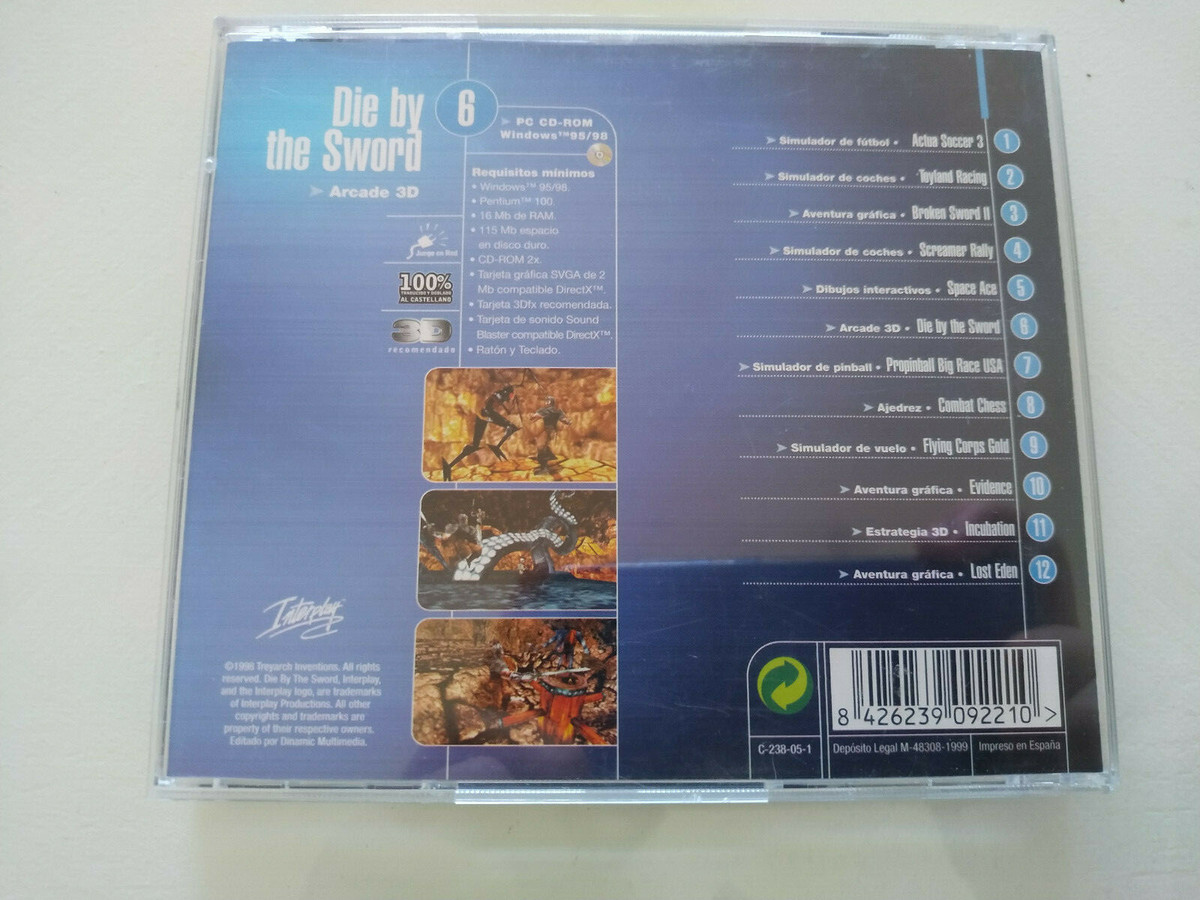 Die by
the Sword
Arcade 3D
6
PC CD-ROM
Windows™95/98
Juego en Red
100%
TRADUCIDO Y DOBLADO
AL CASTELLANO
3D
recomendado
Requisitos mínimos
• Windows™ 95/98.
• Pentium™ 100
• 16 Mb de RAM.
• 115 Mb espacio
en disco duro.
• CD-ROM 2x.
• Tarjeta gráfica SVGA de 2
Mb compatible DirectX™.
• Tarjeta 3Dfx recomendada.
• Tarjeta de sonido Sound
Blaster compatible DirectX™.
• Ratón y Teclado.
Interplay™
©1998 Treyarch Inventions. All rights
reserved. Die By The Sword, Interplay,
and the Interplay logo, are trademarks
of Interplay Productions. All other
copyrights and trademarks are
property of their respective owners.
Editado por Dinamic Multimedia.
Simulador de fútbol • Actua Soccer 3 1
Simulador de coches • Toyland Racing 2
Aventura gráfica • Broken Sword II 3
Simulador de coches • Screamer Rally 4
Dibujos interactivos • Space Ace 5
Arcade 3D • Die by the Sword 6
Simulador de pinball • Propinball Big Race USA 7
Ajedrez • Combat Chess 8
Simulador de vuelo • Flying Corps Gold 9
Aventura gráfica • Evidence 10
Estrategia 3D • Incubation 11
Aventura gráfica • Lost Eden 12
8 426239 092210 >
C-238-05-1
Depósito Legal M-48308-1999
Impreso en España